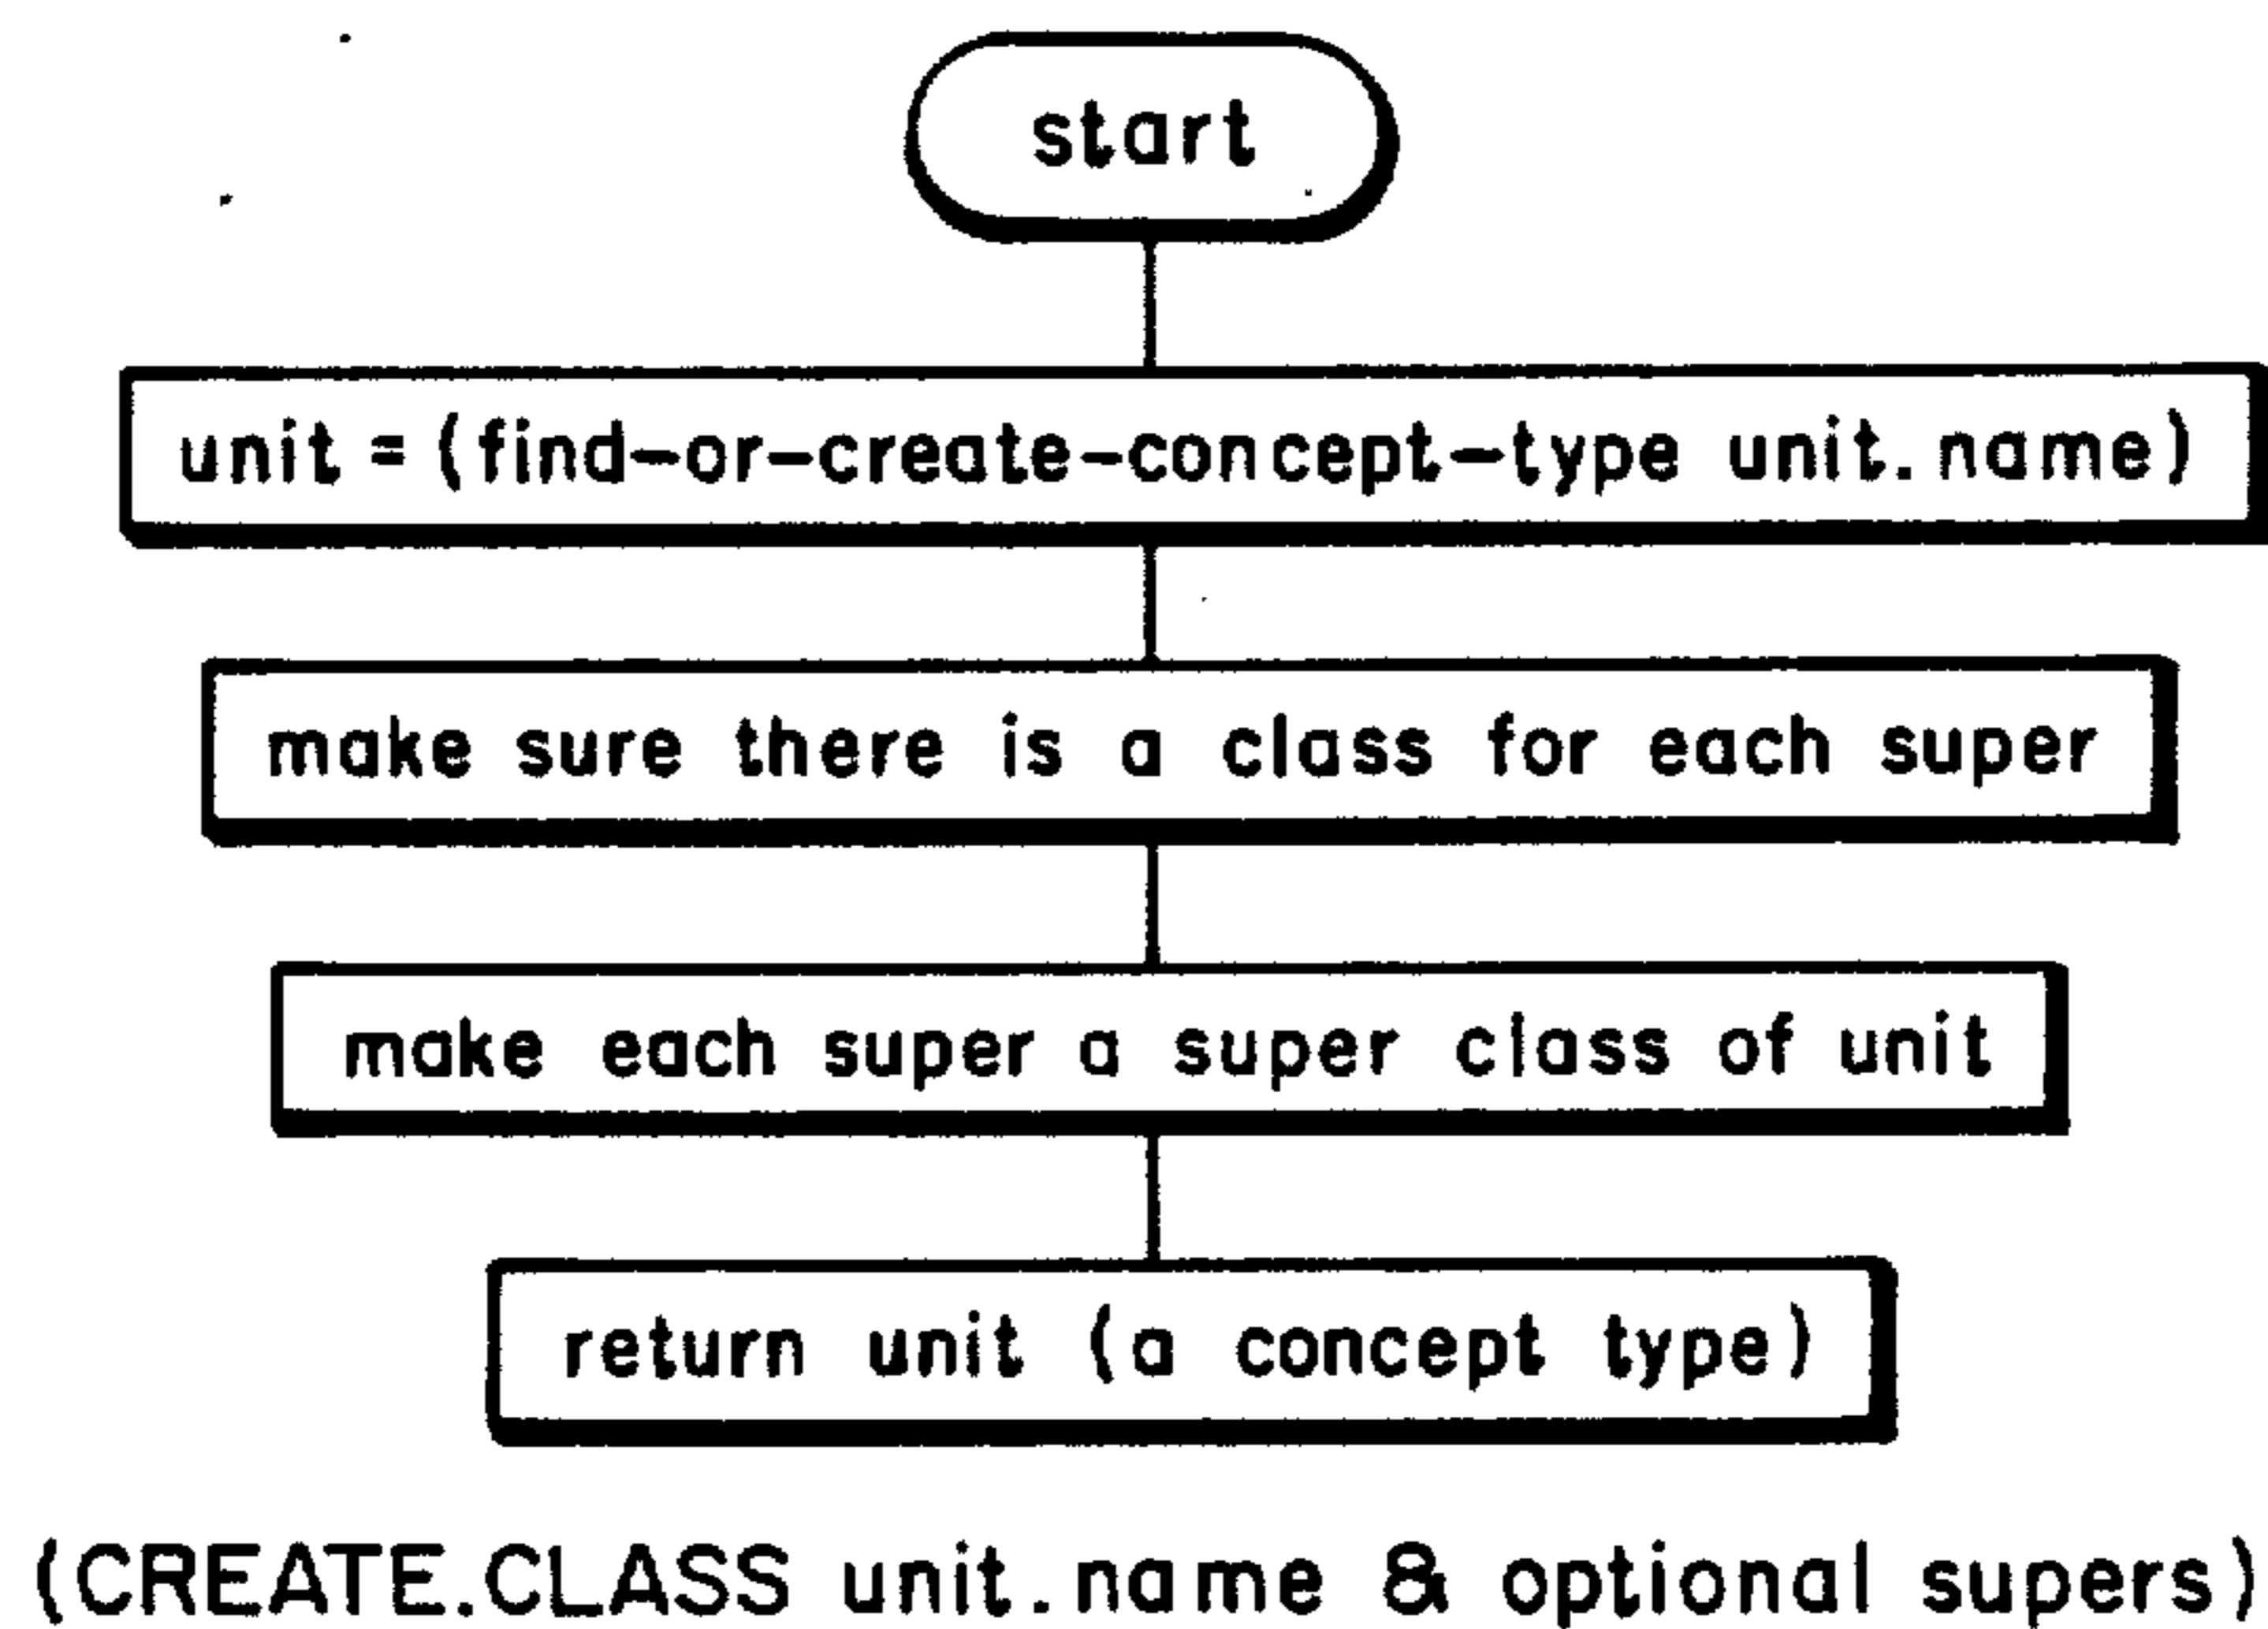 start
unit = (find-or-create-concept-type unit.name)
make sure there is a class for each super
make each super a super class of unit
return unit (a concept type)
(CREATE.CLASS unit.name & optional supers)